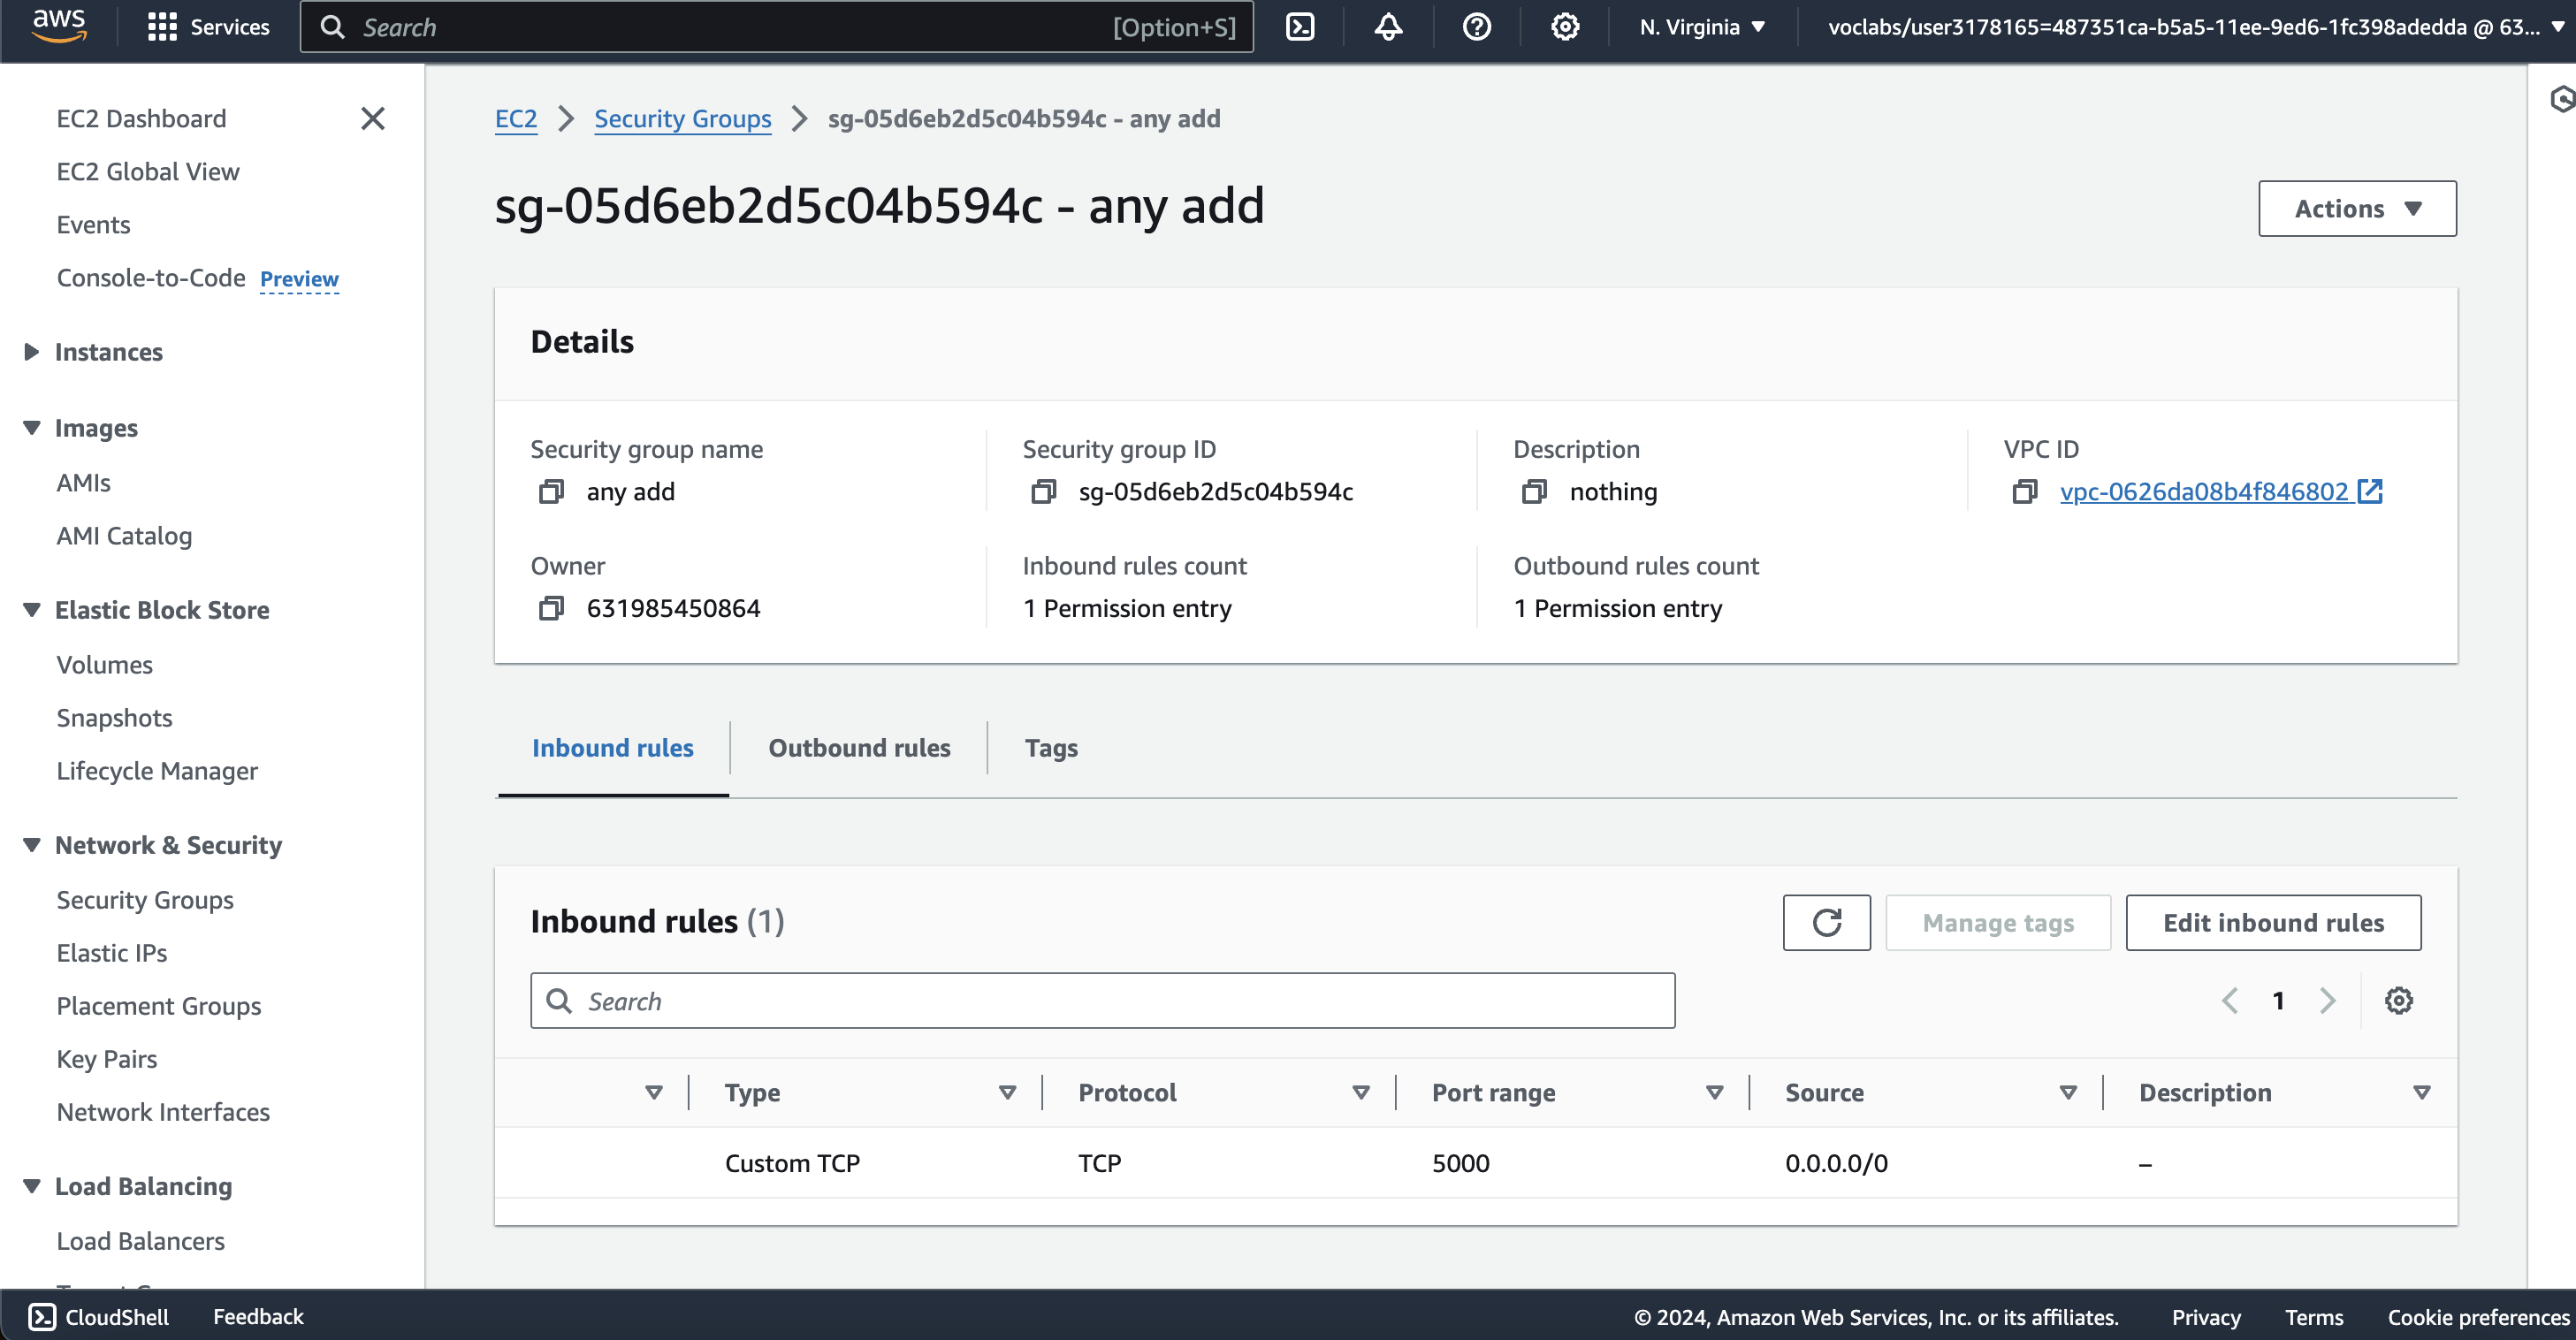 aws Services Search [Option+S] N. Virginia voclabs/user3178165=487351ca-b5a5-11ee-9ed6-1fc398adedda @ 63...
EC2 Dashboard
EC2 Global View
Events
Console-to-Code Preview
Instances
Images
AMIs
AMI Catalog
Elastic Block Store
Volumes
Snapshots
Lifecycle Manager
Network & Security
Security Groups
Elastic IPs
Placement Groups
Key Pairs
Network Interfaces
Load Balancing
Load Balancers
EC2 > Security Groups > sg-05d6eb2d5c04b594c - any add
sg-05d6eb2d5c04b594c - any add
Actions
Details
Security group name
any add
Security group ID
sg-05d6eb2d5c04b594c
Description
nothing
VPC ID
vpc-0626da08b4f846802
Owner
631985450864
Inbound rules count
1 Permission entry
Outbound rules count
1 Permission entry
Inbound rules Outbound rules Tags
Inbound rules (1)
Manage tags Edit inbound rules
Search
1
Type Protocol Port range Source Description
Custom TCP TCP 5000 0.0.0.0/0 –
CloudShell Feedback © 2024, Amazon Web Services, Inc. or its affiliates. Privacy Terms Cookie preferences